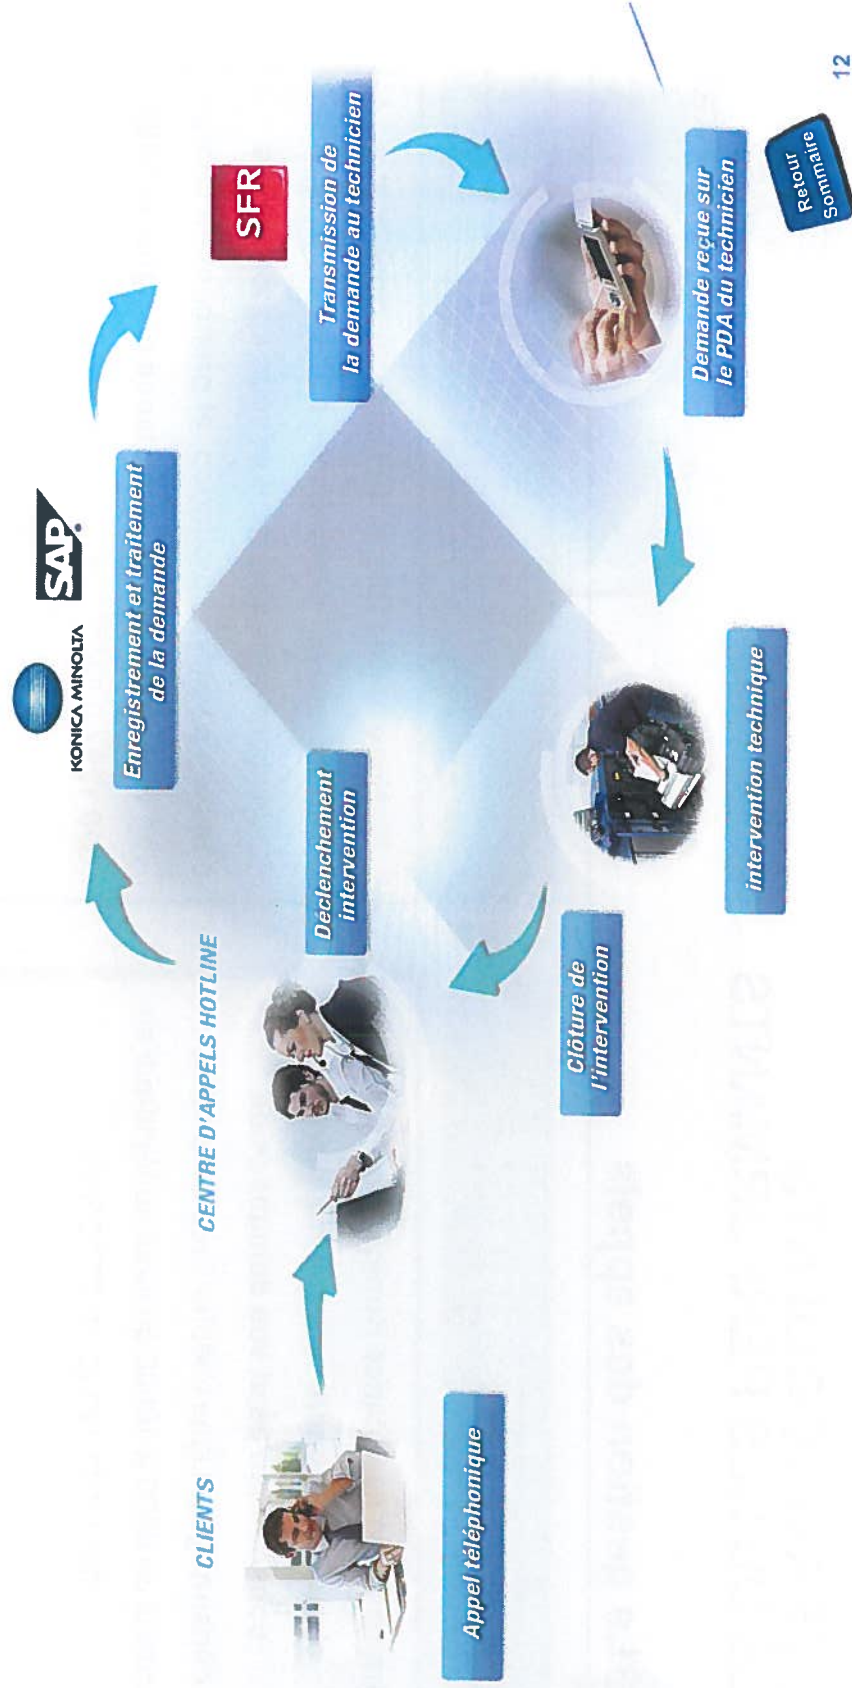 KONICA MINOLTA
SAP
CLIENTS
CENTRE D'APPELS HOTLINE
Enregistrement et traitement
de la demande
SFR
Déclenchement
intervention
Transmission de
la demande au technicien
Appel téléphonique
Clôture de
l'intervention
intervention technique
Demande reçue sur
le PDA du technicien
Retour
Sommaire
12